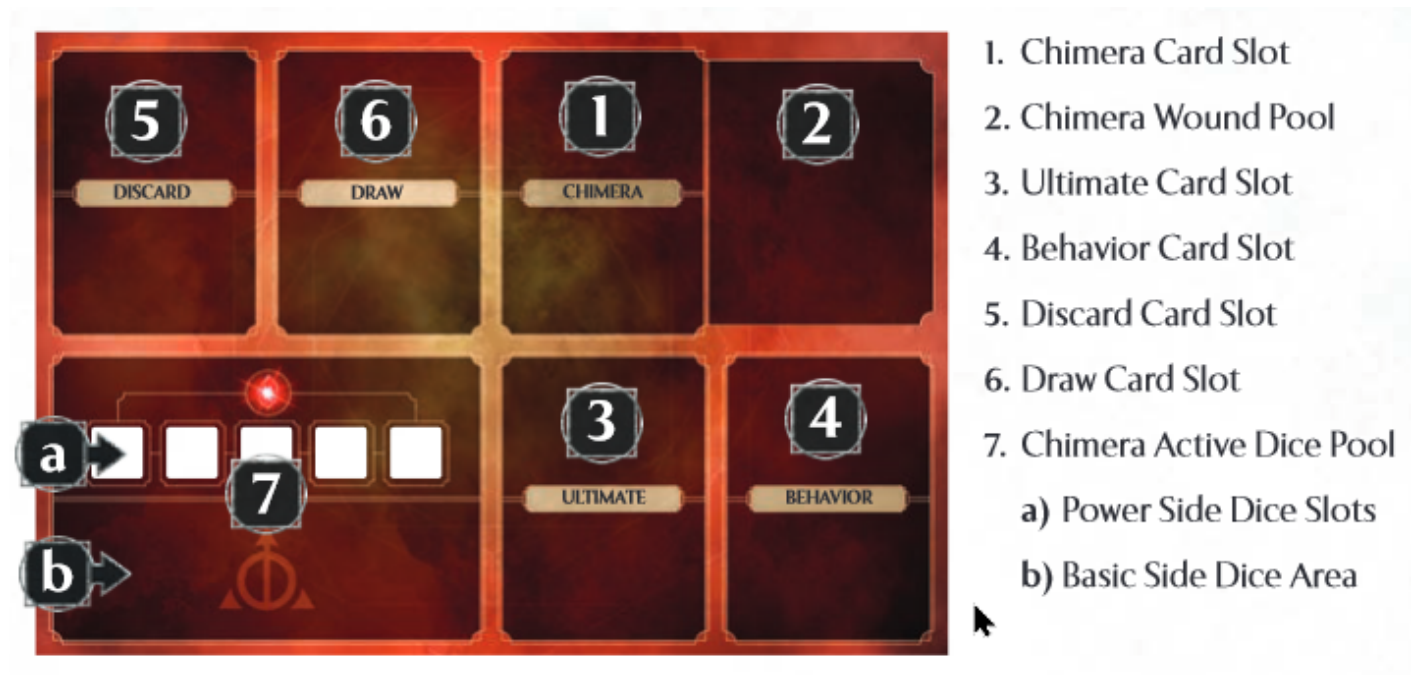 5
6
1
2
DISCARD
DRAW
CHIMERA
a
7
b
3
4
ULTIMATE
BEHAVIOR
1. Chimera Card Slot
2. Chimera Wound Pool
3. Ultimate Card Slot
4. Behavior Card Slot
5. Discard Card Slot
6. Draw Card Slot
7. Chimera Active Dice Pool
a) Power Side Dice Slots
b) Basic Side Dice Area